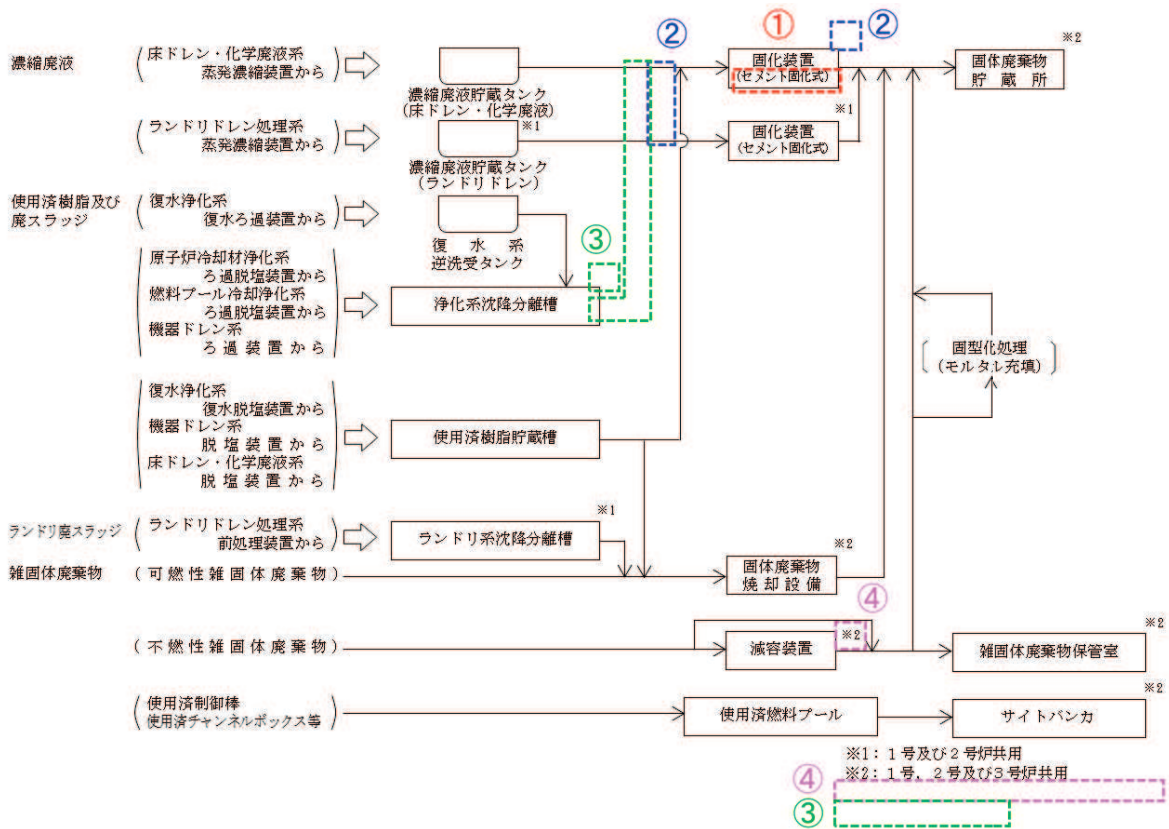 ① ② ②
濃縮廃液
(床ドレン・化学廃液系
蒸発濃縮装置から)
濃縮廃液貯蔵タンク
(床ドレン・化学廃液)
固化装置
(セメント固化式)
※2
固体廃棄物
貯蔵所
(ランドリドレン処理系
蒸発濃縮装置から)
※1
濃縮廃液貯蔵タンク
(ランドリドレン)
※1
固化装置
(セメント固化式)
使用済樹脂及び
廃スラッジ
(復水浄化系
復水ろ過装置から)
復水系
逆洗受タンク
③
(原子炉冷却材浄化系
ろ過脱塩装置から
燃料プール冷却浄化系
ろ過脱塩装置から
機器ドレン系
ろ過装置から)
浄化系沈降分離槽
〔固型化処理
(モルタル充填)〕
(復水浄化系
復水脱塩装置から
機器ドレン系
脱塩装置から
床ドレン・化学廃液系
脱塩装置から)
使用済樹脂貯蔵槽
ランドリ廃スラッジ
(ランドリドレン処理系
前処理装置から)
※1
ランドリ系沈降分離槽
雑固体廃棄物
(可燃性雑固体廃棄物)
※2
固体廃棄物
焼却設備
④
(不燃性雑固体廃棄物)
減容装置
※2
※2
雑固体廃棄物保管室
(使用済制御棒
使用済チャンネルボックス等)
使用済燃料プール
※2
サイトバンカ
※1:1号及び2号炉共用
※2:1号,2号及び3号炉共用
④
③